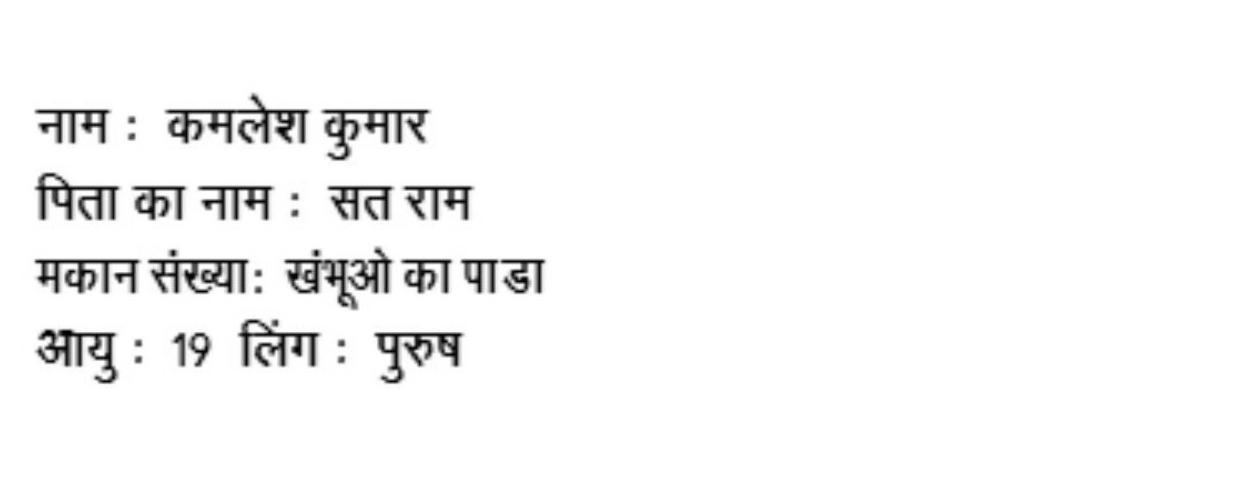 नाम : कमलेश कुमार
पिता का नाम : सत राम
मकान संख्या: खंभूओ का पाडा
आयु : 19 लिंग : पुरुष